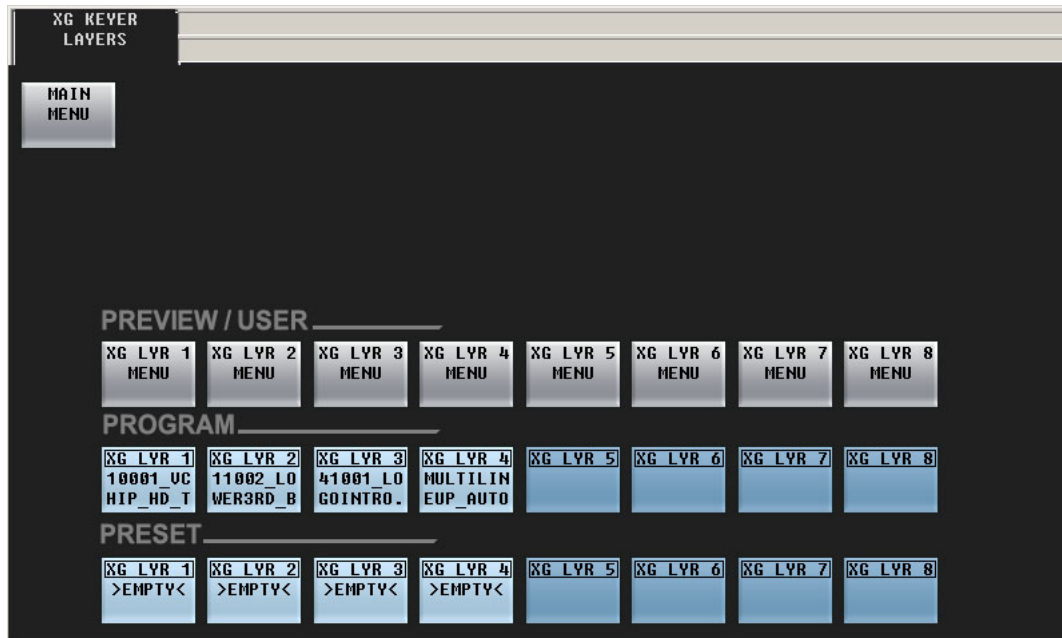 XG KEYER
LAYERS
MAIN
MENU
PREVIEW / USER
XG LYR 1 XG LYR 2 XG LYR 3 XG LYR 4 XG LYR 5 XG LYR 6 XG LYR 7 XG LYR 8
MENU MENU MENU MENU MENU MENU MENU MENU
PROGRAM
XG LYR 1 XG LYR 2 XG LYR 3 XG LYR 4 XG LYR 5 XG LYR 6 XG LYR 7 XG LYR 8
10001_VC 11002_LO 41001_LO MULTILIN
HIP_HD_T WER3RD_B GOINTRO. EUP_AUTO
PRESET
XG LYR 1 XG LYR 2 XG LYR 3 XG LYR 4 XG LYR 5 XG LYR 6 XG LYR 7 XG LYR 8
>EMPTY< >EMPTY< >EMPTY< >EMPTY<